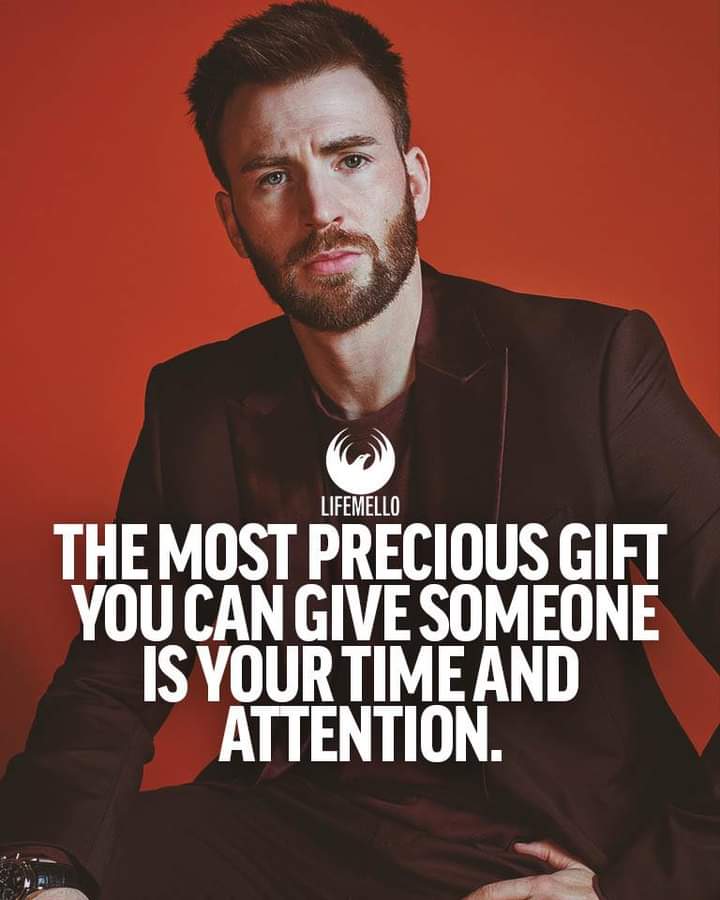 LIFEMELLO
THE MOST PRECIOUS GIFT
YOU CAN GIVE SOMEONE
IS YOUR TIME AND
ATTENTION.